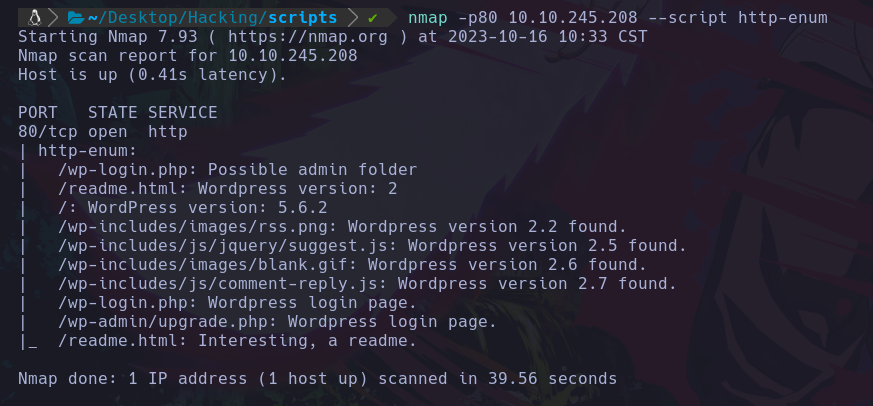 ~/Desktop/Hacking/scripts ✔ nmap -p80 10.10.245.208 --script http-enum
Starting Nmap 7.93 ( https://nmap.org ) at 2023-10-16 10:33 CST
Nmap scan report for 10.10.245.208
Host is up (0.41s latency).
PORT   STATE SERVICE
80/tcp open  http
| http-enum:
|   /wp-login.php: Possible admin folder
|   /readme.html: Wordpress version: 2
|   /: WordPress version: 5.6.2
|   /wp-includes/images/rss.png: Wordpress version 2.2 found.
|   /wp-includes/js/jquery/suggest.js: Wordpress version 2.5 found.
|   /wp-includes/images/blank.gif: Wordpress version 2.6 found.
|   /wp-includes/js/comment-reply.js: Wordpress version 2.7 found.
|   /wp-login.php: Wordpress login page.
|   /wp-admin/upgrade.php: Wordpress login page.
|_  /readme.html: Interesting, a readme.
Nmap done: 1 IP address (1 host up) scanned in 39.56 seconds